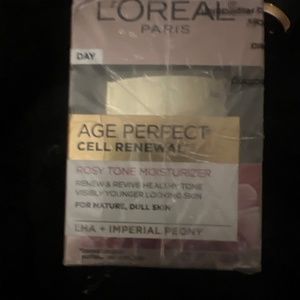 L'ORÉAL
PARIS
DAY
AGE PERFECT
CELL RENEWAL
ROSY TONE MOISTURIZER
RENEW & REVIVE HEALTHY TONE
VISIBLY YOUNGER LOOKING SKIN
FOR MATURE, DULL SKIN
LHA + IMPERIAL PEONY